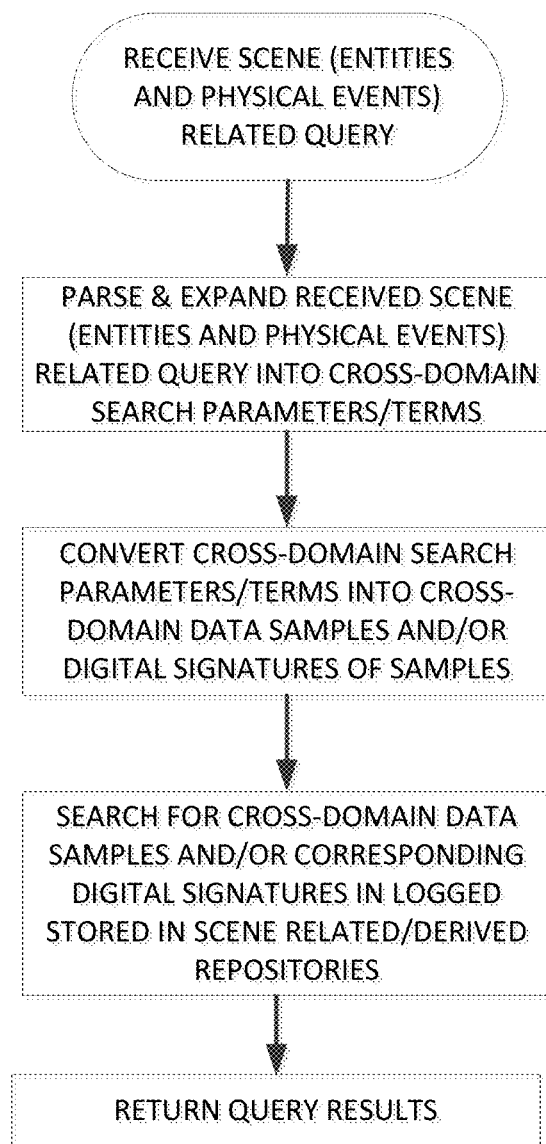 RECEIVE SCENE (ENTITIES
AND PHYSICAL EVENTS)
RELATED QUERY
PARSE & EXPAND RECEIVED SCENE
(ENTITIES AND PHYSICAL EVENTS)
RELATED QUERY INTO CROSS-DOMAIN
SEARCH PARAMETERS/TERMS
CONVERT CROSS-DOMAIN SEARCH
PARAMETERS/TERMS INTO CROSS-
DOMAIN DATA SAMPLES AND/OR
DIGITAL SIGNATURES OF SAMPLES
SEARCH FOR CROSS-DOMAIN DATA
SAMPLES AND/OR CORRESPONDING
DIGITAL SIGNATURES IN LOGGED
STORED IN SCENE RELATED/DERIVED
REPOSITORIES
RETURN QUERY RESULTS